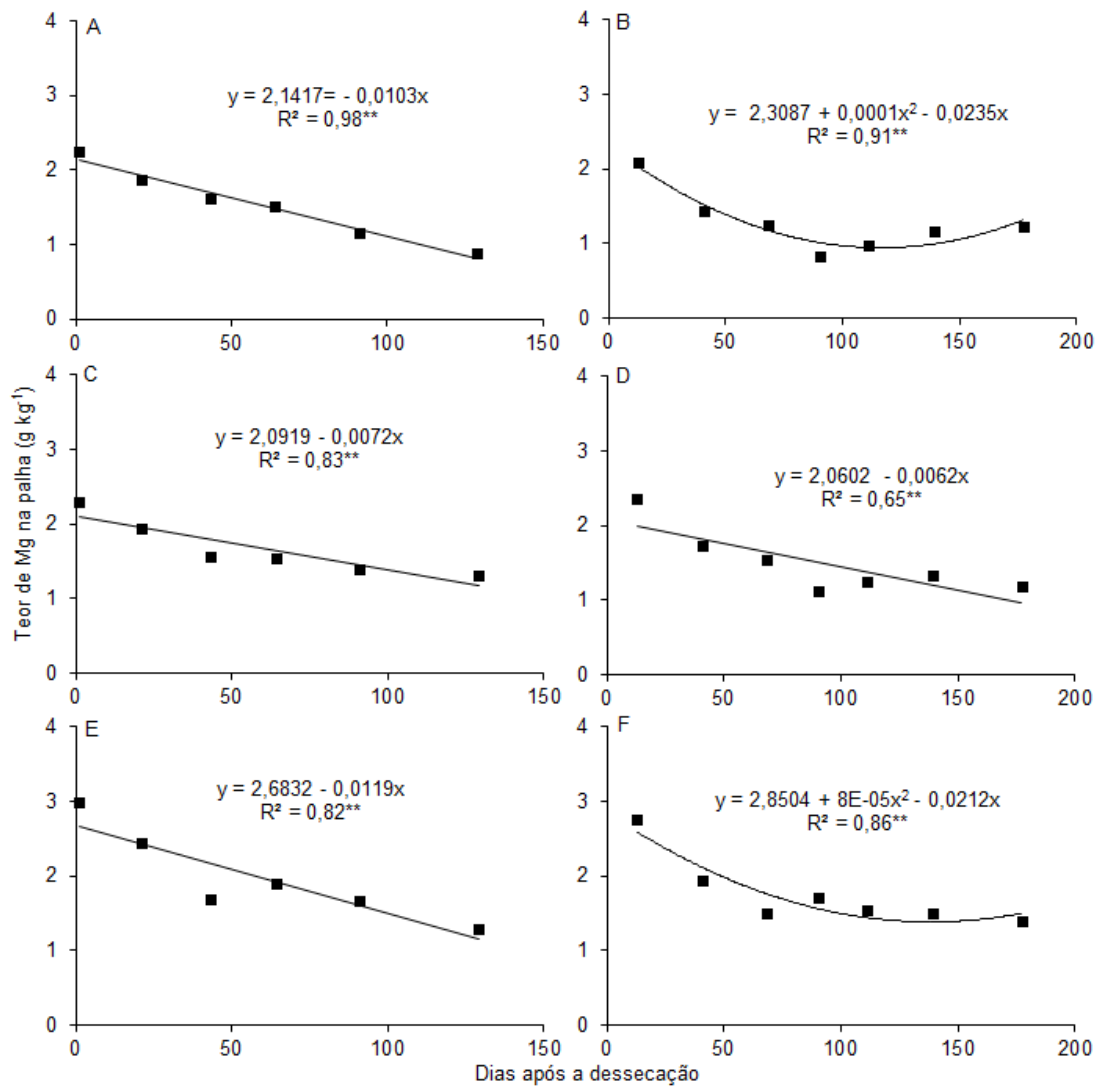 A
y = 2,1417= - 0,0103x
R² = 0,98**
4
3
2
1
0
0 50 100 150
B
y = 2,3087 + 0,0001x² - 0,0235x
R² = 0,91**
4
3
2
1
0
0 50 100 150 200
Teor de Mg na palha (g kg⁻¹)
C
y = 2,0919 - 0,0072x
R² = 0,83**
4
3
2
1
0
0 50 100 150
D
y = 2,0602 - 0,0062x
R² = 0,65**
4
3
2
1
0
0 50 100 150 200
E
y = 2,6832 - 0,0119x
R² = 0,82**
4
3
2
1
0
0 50 100 150
F
y = 2,8504 + 8E-05x² - 0,0212x
R² = 0,86**
4
3
2
1
0
0 50 100 150 200
Dias após a dessecação